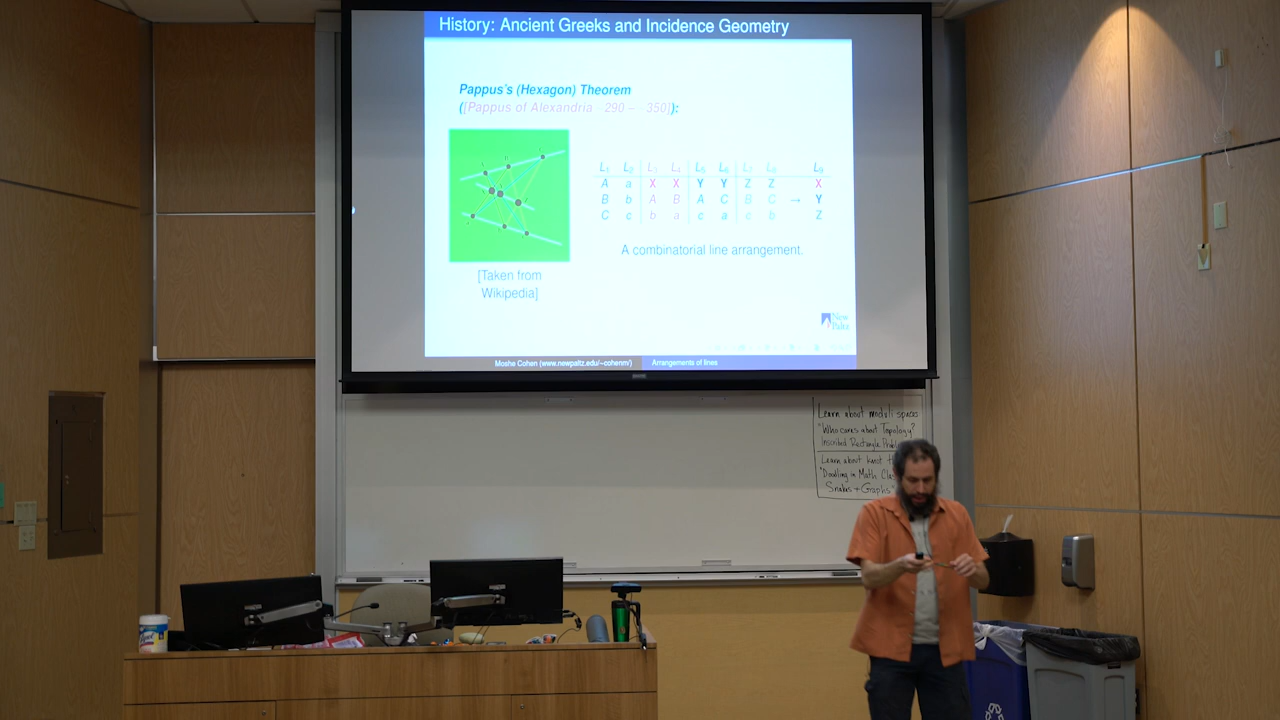 History: Ancient Greeks and Incidence Geometry
Pappus's (Hexagon) Theorem
([Pappus of Alexandria 290 – 350]):
L1 L2 L3 L4 L5 L6 L7 L8 L9
A a X X Y Y Z Z X
B b A B A C B C → Y
C c b a c a c b Z
A combinatorial line arrangement.
[Taken from
Wikipedia]
New
Paltz
Moshe Cohen (www.newpaltz.edu/~cohenm/) Arrangements of lines
Learn about moduli spaces
"Who cares about Topology?
Inscribed Rectangle
Learn about knot
"Doodling in Math
Snakes + Graphs"